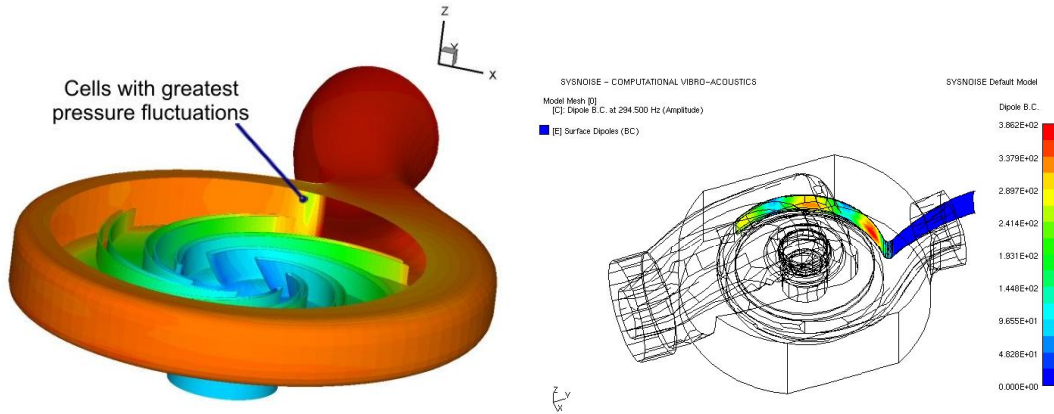 Z
Y
X
Cells with greatest
pressure fluctuations
SYSNOISE - COMPUTATIONAL VIBRO-ACOUSTICS
SYSNOISE Default Model
Model Mesh [0]
[C]: Dipole B.C. at 294.500 Hz (Amplitude)
[E] Surface Dipoles (BC)
Dipole B.C.
3.862E+02
3.379E+02
2.897E+02
2.414E+02
1.931E+02
1.448E+02
9.655E+01
4.828E+01
0.000E+00
Z
Y
X